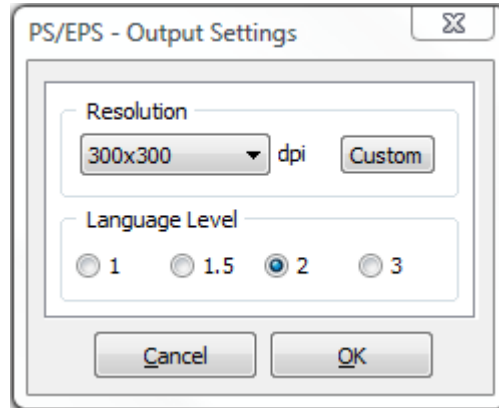 PS/EPS - Output Settings
Resolution
300x300 dpi Custom
Language Level
1 1.5 2 3
Cancel OK